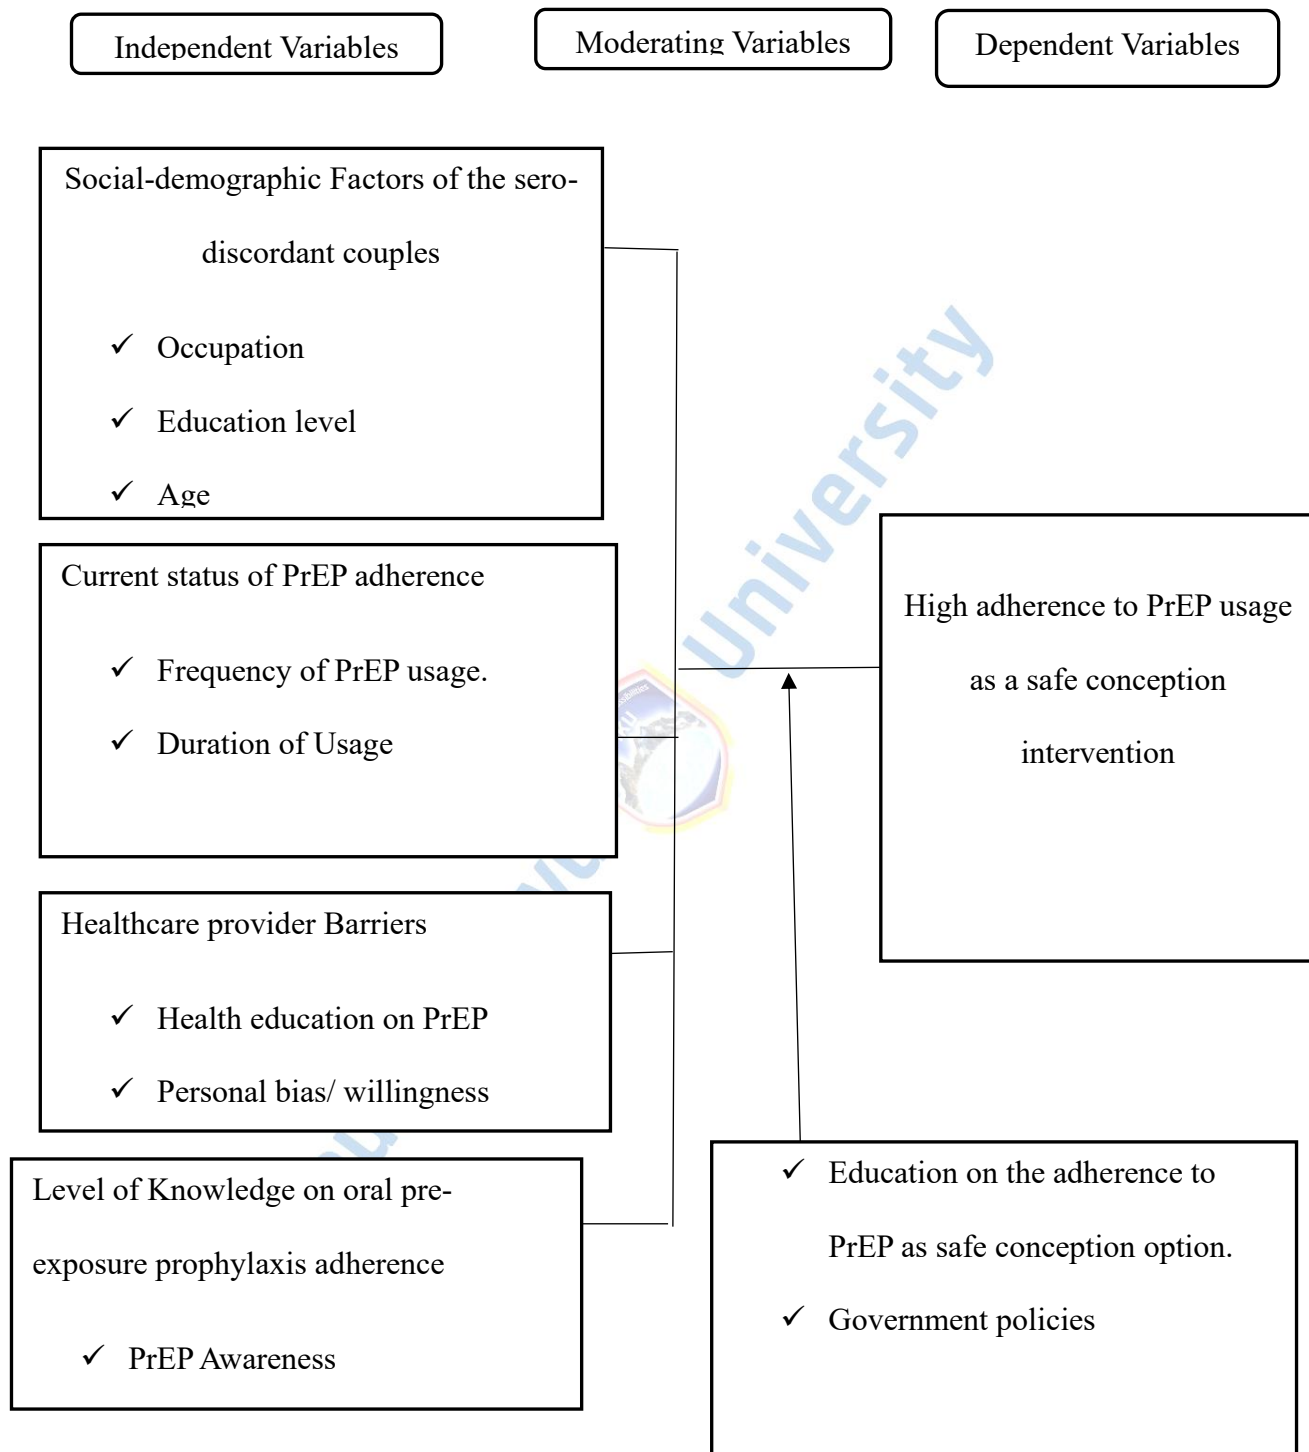 Independent Variables
Moderating Variables
Dependent Variables
Social-demographic Factors of the sero-
discordant couples
✓ Occupation
✓ Education level
✓ Age
Current status of PrEP adherence
✓ Frequency of PrEP usage.
✓ Duration of Usage
Healthcare provider Barriers
✓ Health education on PrEP
✓ Personal bias/ willingness
Level of Knowledge on oral pre-
exposure prophylaxis adherence
✓ PrEP Awareness
High adherence to PrEP usage
as a safe conception
intervention
✓ Education on the adherence to
PrEP as safe conception option.
✓ Government policies
University